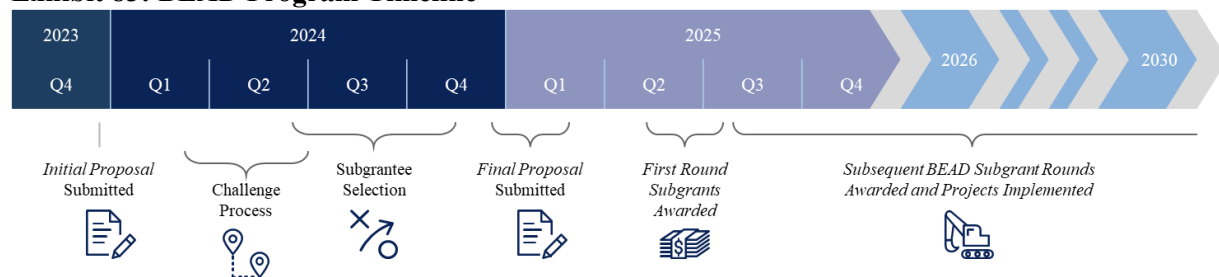 Exhibit 65: BEAD Program Timeline
2023 2024 2025 2026 2030
Q4 Q1 Q2 Q3 Q4 Q1 Q2 Q3 Q4
Initial Proposal
Submitted
Challenge
Process
Subgrantee
Selection
Final Proposal
Submitted
First Round
Subgrants
Awarded
Subsequent BEAD Subgrant Rounds
Awarded and Projects Implemented
$